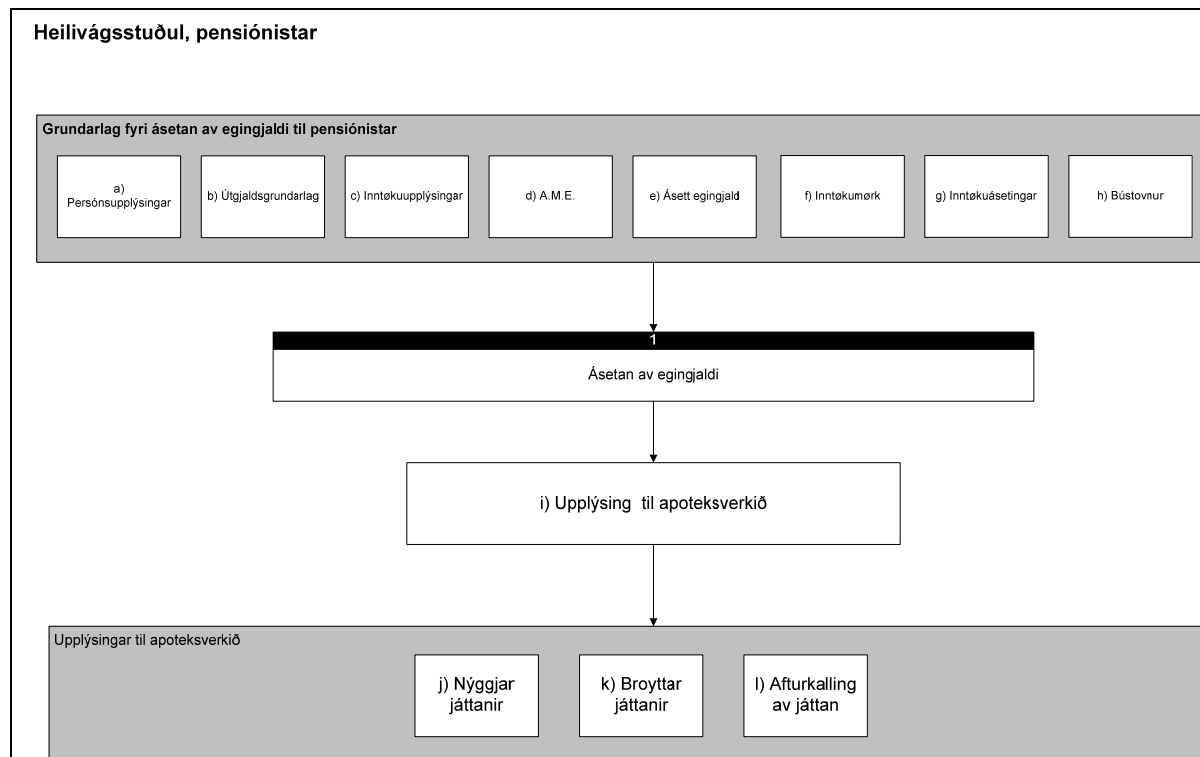 Heilivágsstuðul, pensiónistar
Grundarlag fyri ásetan av egingjaldi til pensiónistar
a)
Persónsupplýsingar
b) Útgjaldsgrundarlag
c) Inntøkuupplýsingar
d) A.M.E.
e) Ásett egingjald
f) Inntøkumørk
g) Inntøkuásetingar
h) Bústovnur
1
Ásetan av egingjaldi
i) Upplýsing til apoteksverkið
Upplýsingar til apoteksverkið
j) Nýggjar
játtanir
k) Broyttar
játtanir
l) Afturkalling
av játtan